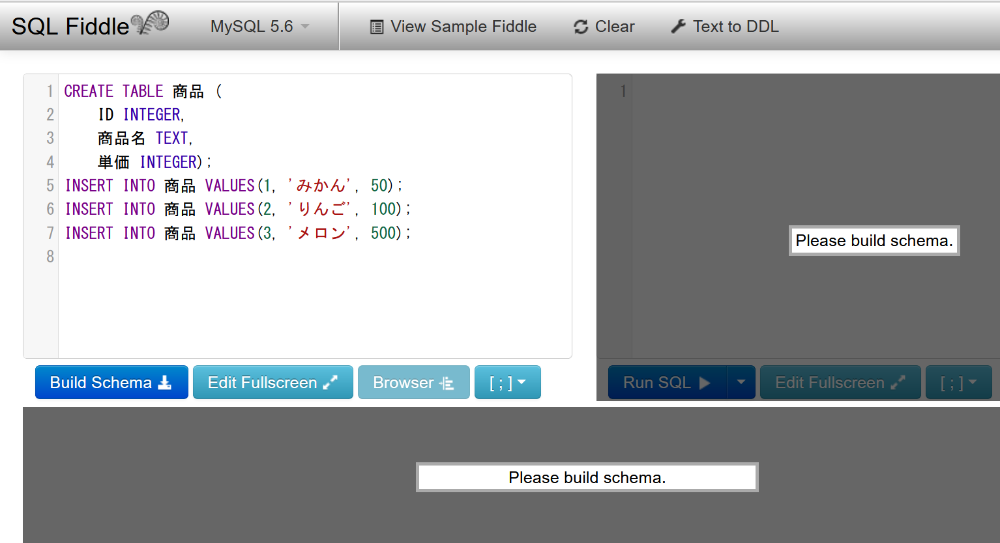 SQL Fiddle
MySQL 5.6
View Sample Fiddle
Clear
Text to DDL
1 CREATE TABLE 商品 (
2 ID INTEGER,
3 商品名 TEXT,
4 単価 INTEGER);
5 INSERT INTO 商品 VALUES(1, 'みかん', 50);
6 INSERT INTO 商品 VALUES(2, 'りんご', 100);
7 INSERT INTO 商品 VALUES(3, 'メロン', 500);
8
Build Schema
Edit Fullscreen
Browser
[ ; ]
1
Please build schema.
Run SQL
Edit Fullscreen
[ ; ]
Please build schema.